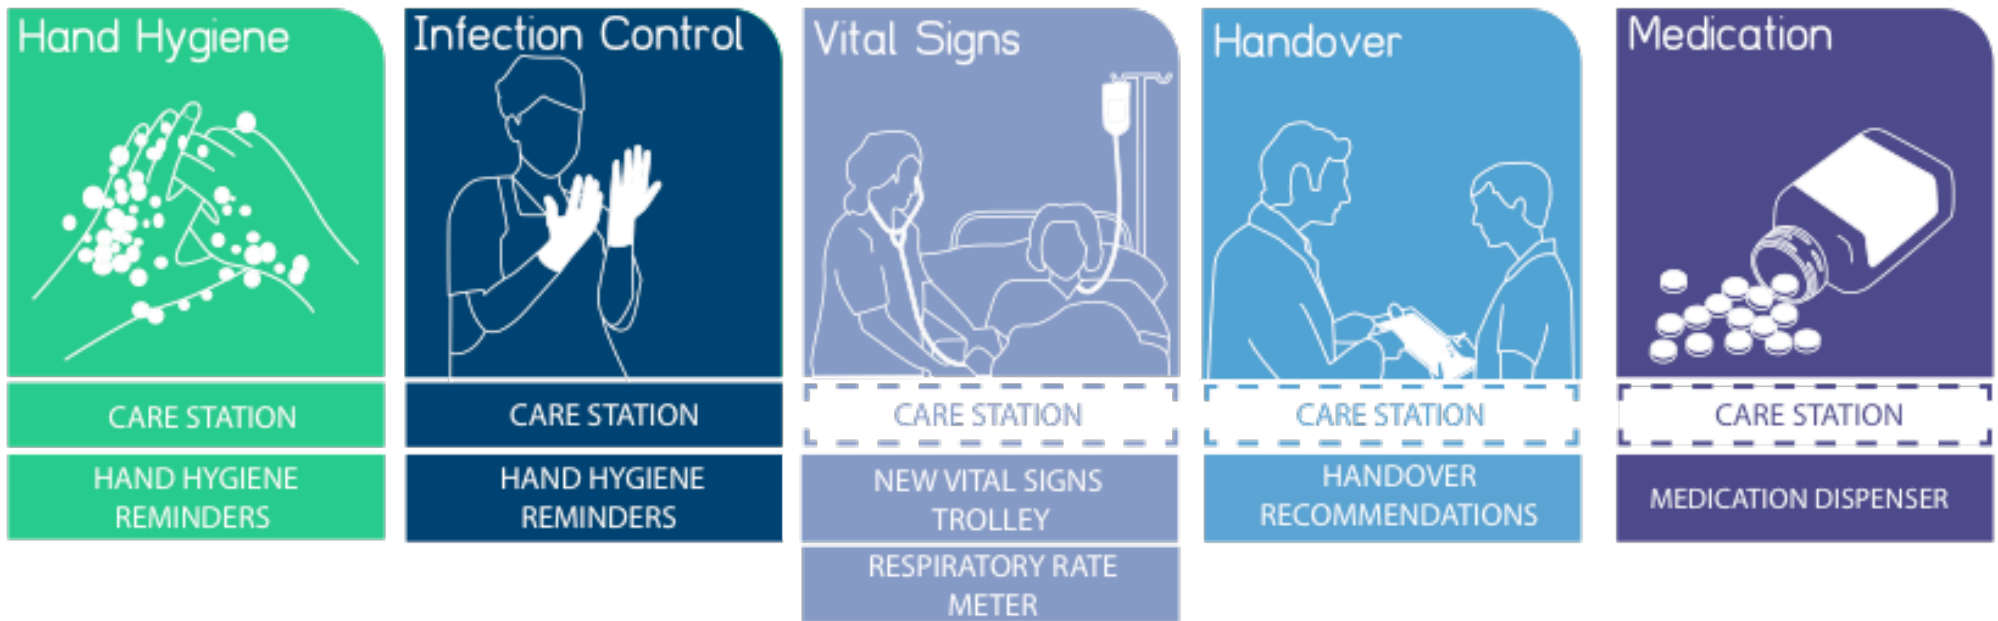 Hand Hygiene
CARE STATION
HAND HYGIENE
REMINDERS
Infection Control
CARE STATION
HAND HYGIENE
REMINDERS
Vital Signs
CARE STATION
NEW VITAL SIGNS
TROLLEY
RESPIRATORY RATE
METER
Handover
CARE STATION
HANDOVER
RECOMMENDATIONS
Medication
CARE STATION
MEDICATION DISPENSER